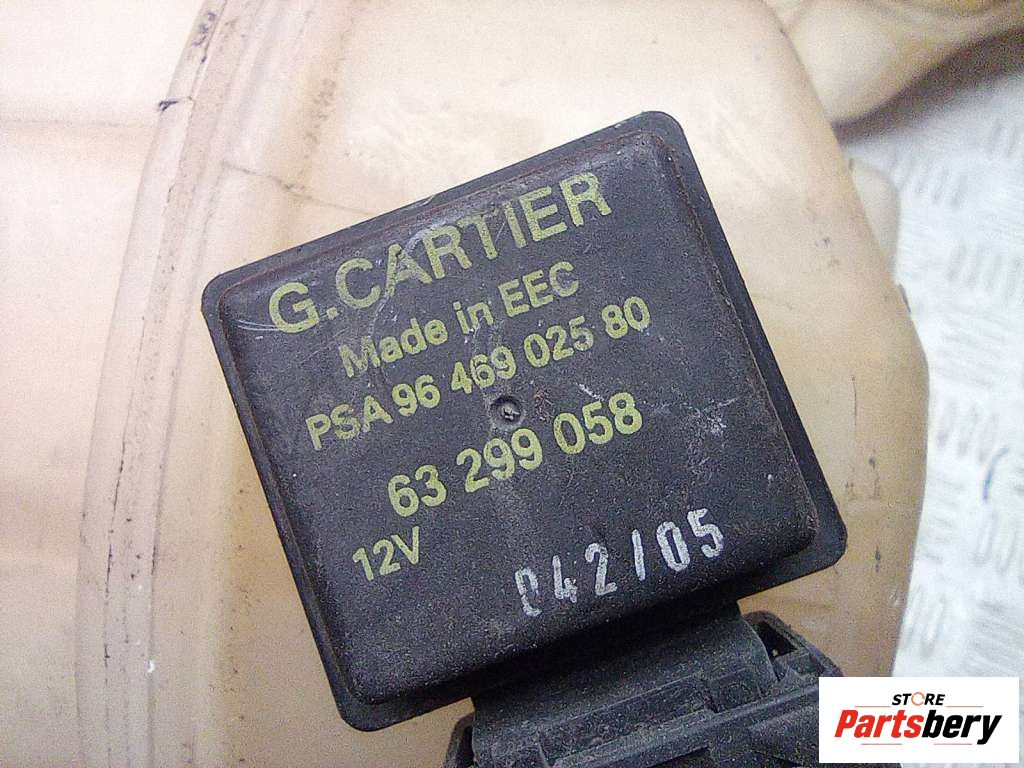 G.CARTIER
Made in EEC
PSA 96 469 025 80
63 299 058
12V
042/05
STORE
Partsbery